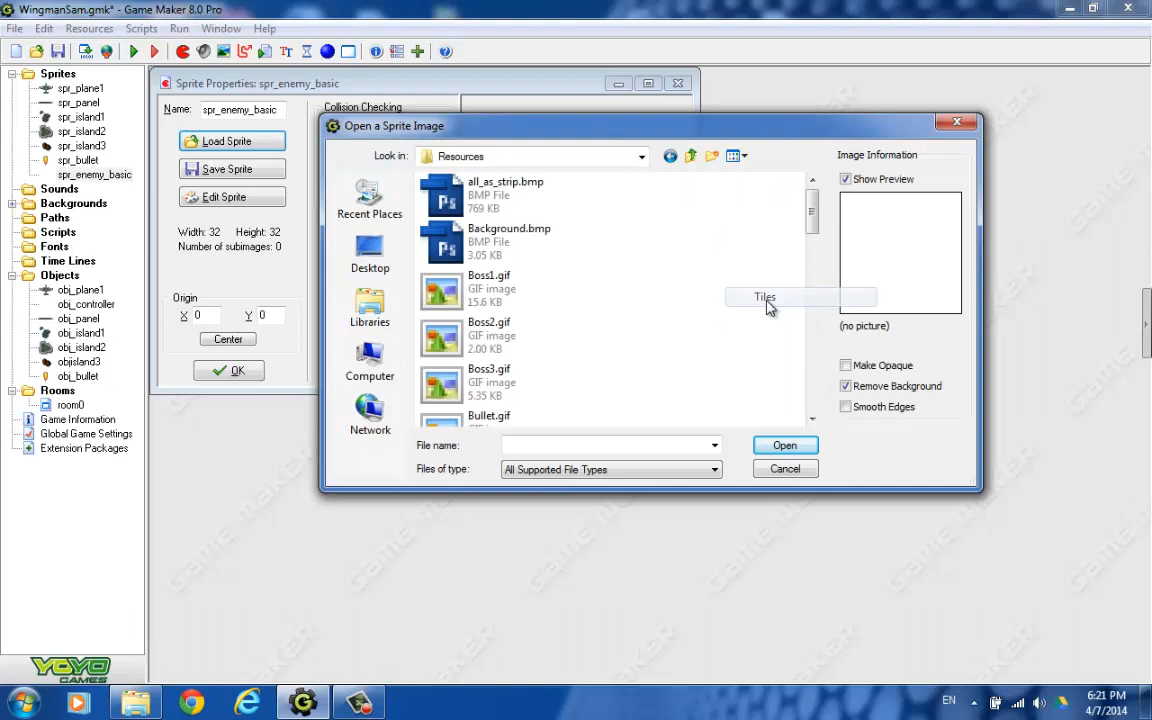 WingmanSam.gmk* - Game Maker 8.0 Pro
File Edit Resources Scripts Run Window Help
Sprites
spr_plane1
spr_panel
spr_island1
spr_island2
spr_island3
spr_bullet
spr_enemy_basic
Sounds
Backgrounds
Paths
Scripts
Fonts
Time Lines
Objects
obj_plane1
obj_controller
obj_panel
obj_island1
obj_island2
objisland3
obj_bullet
Rooms
room0
Game Information
Global Game Settings
Extension Packages
YOYO
GAMES
Sprite Properties: spr_enemy_basic
Name: spr_enemy_basic
Collision Checking
Load Sprite
Save Sprite
Edit Sprite
Width: 32 Height: 32
Number of subimages: 0
Origin
X 0 Y 0
Center
OK
Open a Sprite Image
Look in: Resources
Recent Places
Desktop
Libraries
Computer
Network
all_as_strip.bmp
BMP File
769 KB
Background.bmp
BMP File
3.05 KB
Boss1.gif
GIF image
15.6 KB
Boss2.gif
GIF image
2.00 KB
Boss3.gif
GIF image
5.35 KB
Bullet.gif
Tiles
File name:
Open
Files of type: All Supported File Types
Cancel
Image Information
Show Preview
(no picture)
Make Opaque
Remove Background
Smooth Edges
EN
6:21 PM
4/7/2014